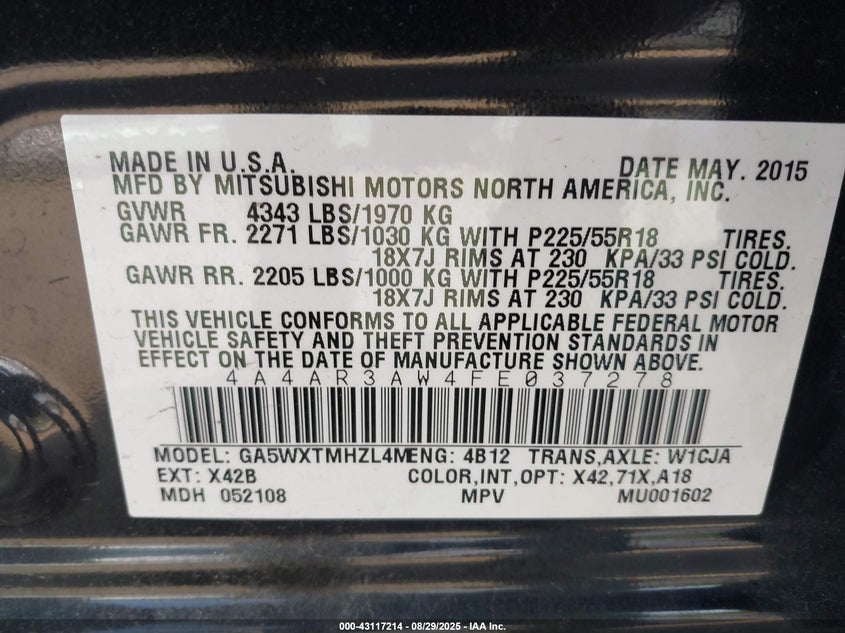 MADE IN U.S.A. DATE MAY. 2015
MFD BY MITSUBISHI MOTORS NORTH AMERICA, INC.
GVWR 4343 LBS/1970 KG
GAWR FR. 2271 LBS/1030 KG WITH P225/55R18 TIRES.
18X7J RIMS AT 230 KPA/33 PSI COLD.
GAWR RR. 2205 LBS/1000 KG WITH P225/55R18 TIRES.
18X7J RIMS AT 230 KPA/33 PSI COLD.
THIS VEHICLE CONFORMS TO ALL APPLICABLE FEDERAL MOTOR
VEHICLE SAFETY AND THEFT PREVENTION STANDARDS IN
EFFECT ON THE DATE OF MANUFACTURE SHOWN ABOVE.
4A4AR3AW4FE037278
MODEL: GA5WXTMHZL4M ENG: 4B12 TRANS,AXLE: W1CJA
EXT: X42B COLOR,INT,OPT: X42,71X,A18
MDH 052108 MPV MU001602
000-43117214 - 08/29/2025 - IAA Inc.